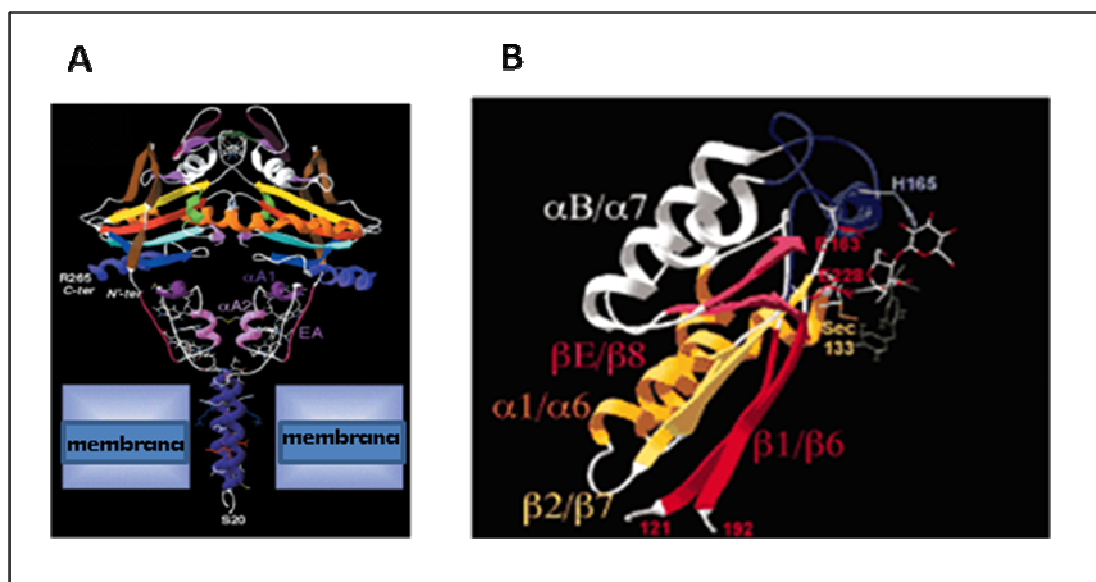 A
B
R265
C-ter
N'-ter
αA1
αA2
EA
membrana
membrana
S20
αB/α7
H165
E163
E228
Sec
133
βE/β8
α1/α6
β1/β6
β2/β7
121
192